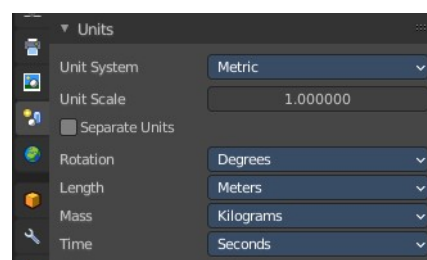 Units
Unit System Metric
Unit Scale 1.000000
Separate Units
Rotation Degrees
Length Meters
Mass Kilograms
Time Seconds